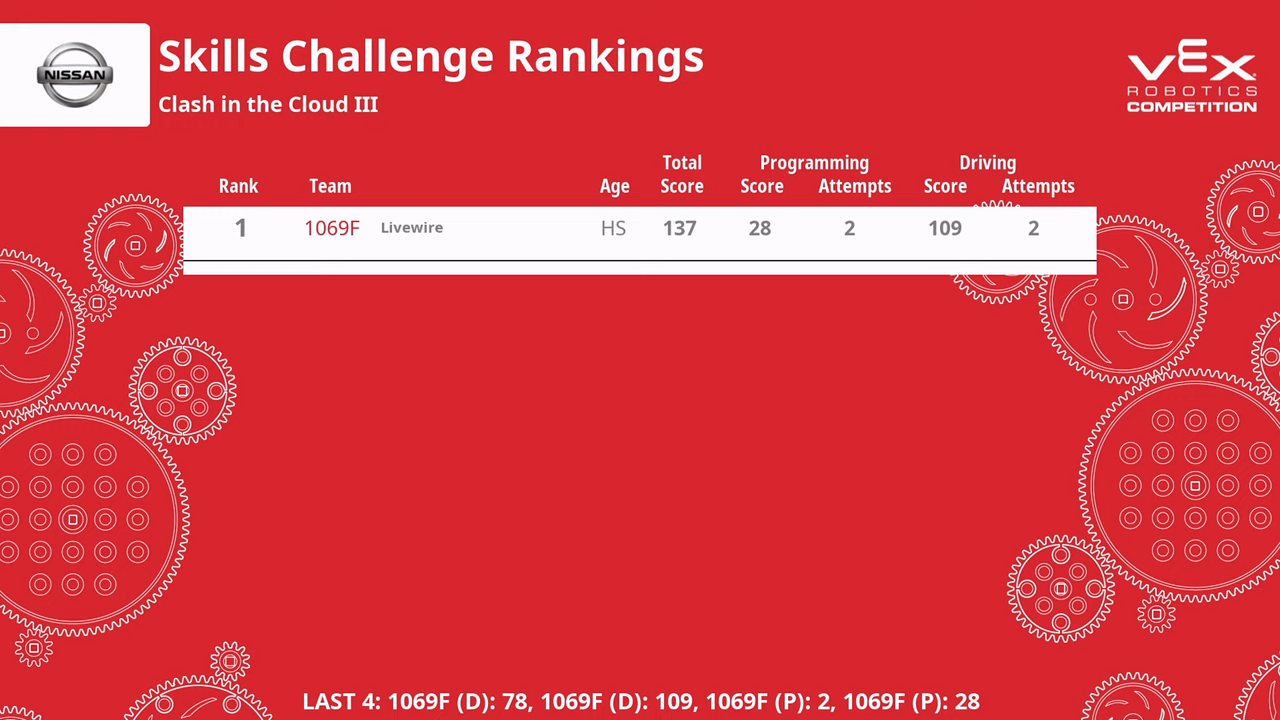 NISSAN
Skills Challenge Rankings
Clash in the Cloud III
VEX
ROBOTICS
COMPETITION
Total Programming Driving
Rank Team Age Score Score Attempts Score Attempts
1 1069F Livewire HS 137 28 2 109 2
LAST 4: 1069F (D): 78, 1069F (D): 109, 1069F (P): 2, 1069F (P): 28